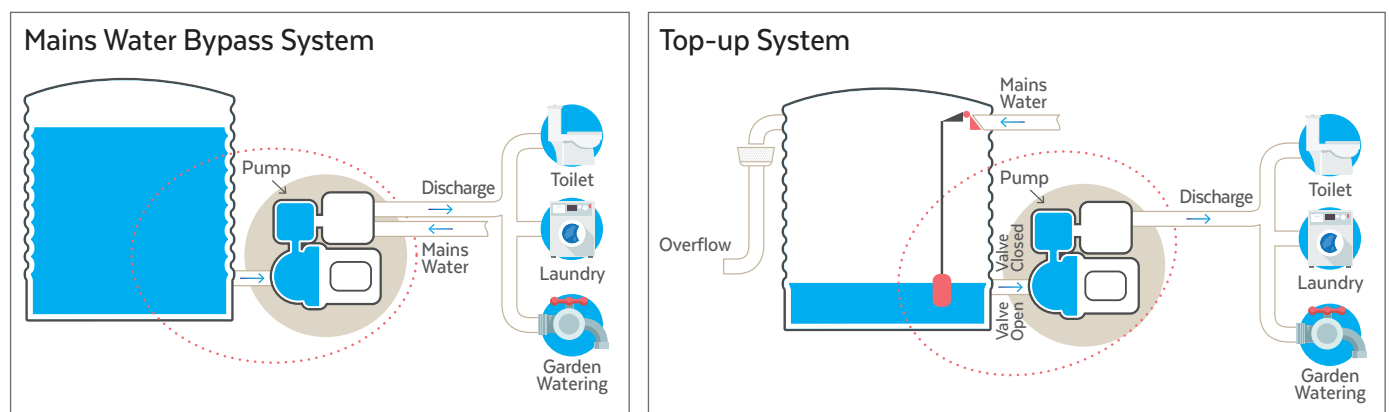 Mains Water Bypass System
Pump
Discharge
Mains
Water
Toilet
Laundry
Garden
Watering
Top-up System
Mains
Water
Pump
Overflow
Valve
Closed
Valve
Open
Discharge
Toilet
Laundry
Garden
Watering